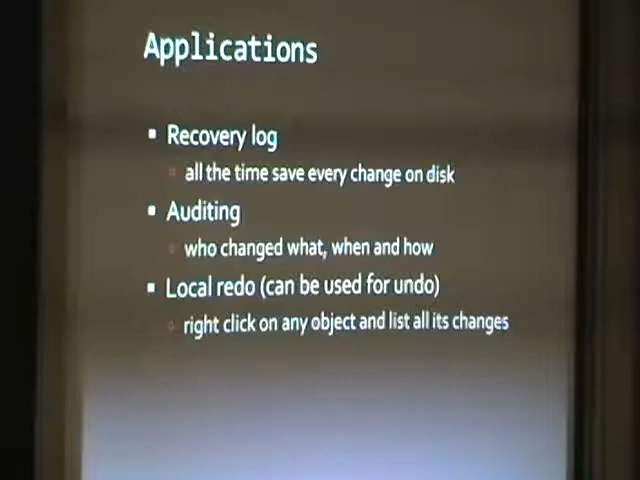 Applications
▪ Recovery log
▫ all the time save every change on disk
▪ Auditing
▫ who changed what, when and how
▪ Local redo (can be used for undo)
▫ right click on any object and list all its changes